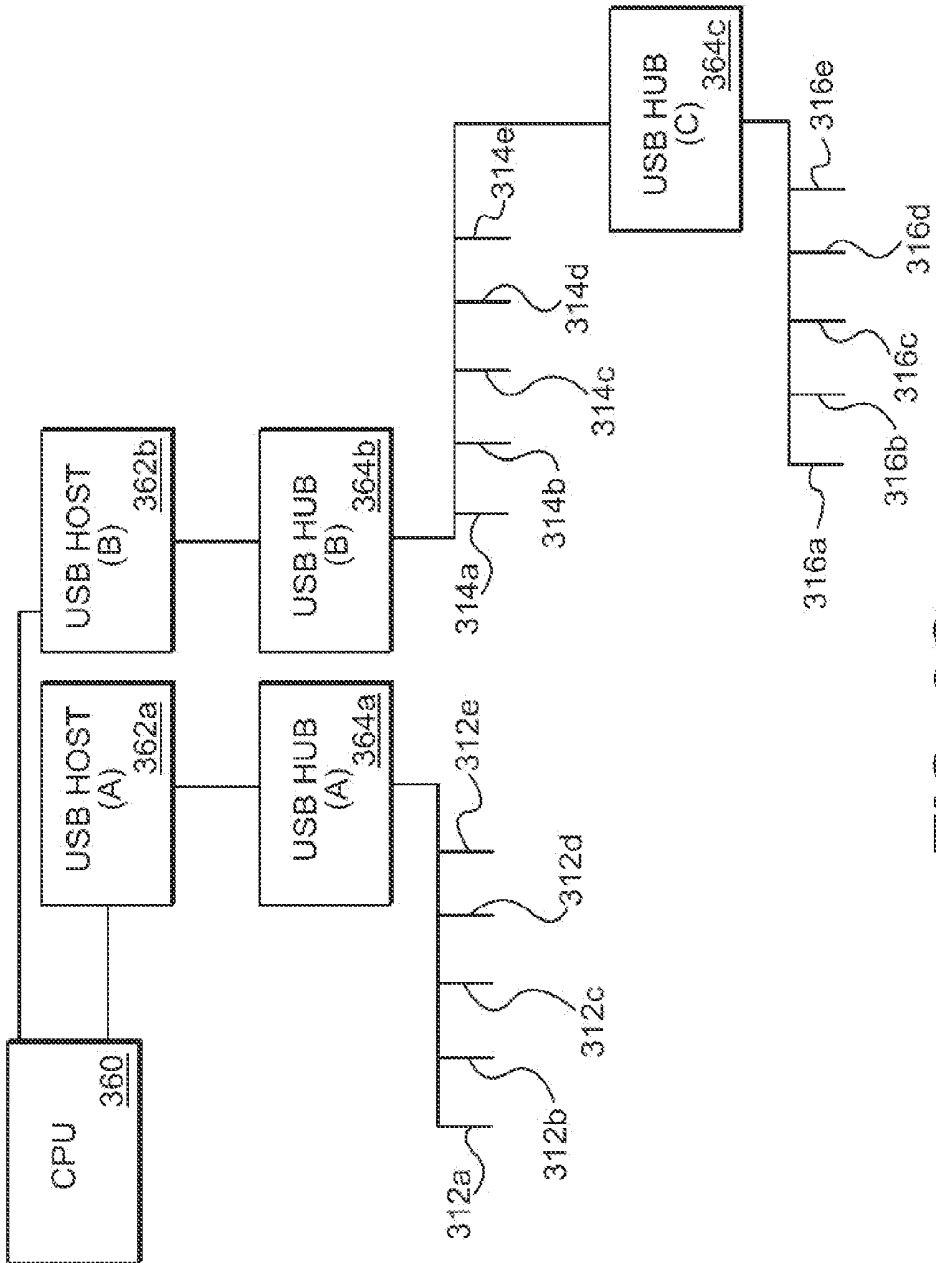 CPU
360
USB HOST
(A)
362a
USB HOST
(B)
362b
USB HUB
(A)
364a
USB HUB
(B)
364b
312a
312b
312c
312d
312e
314a
314b
314c
314d
314e
USB HUB
(C)
364c
316a
316b
316c
316d
316e